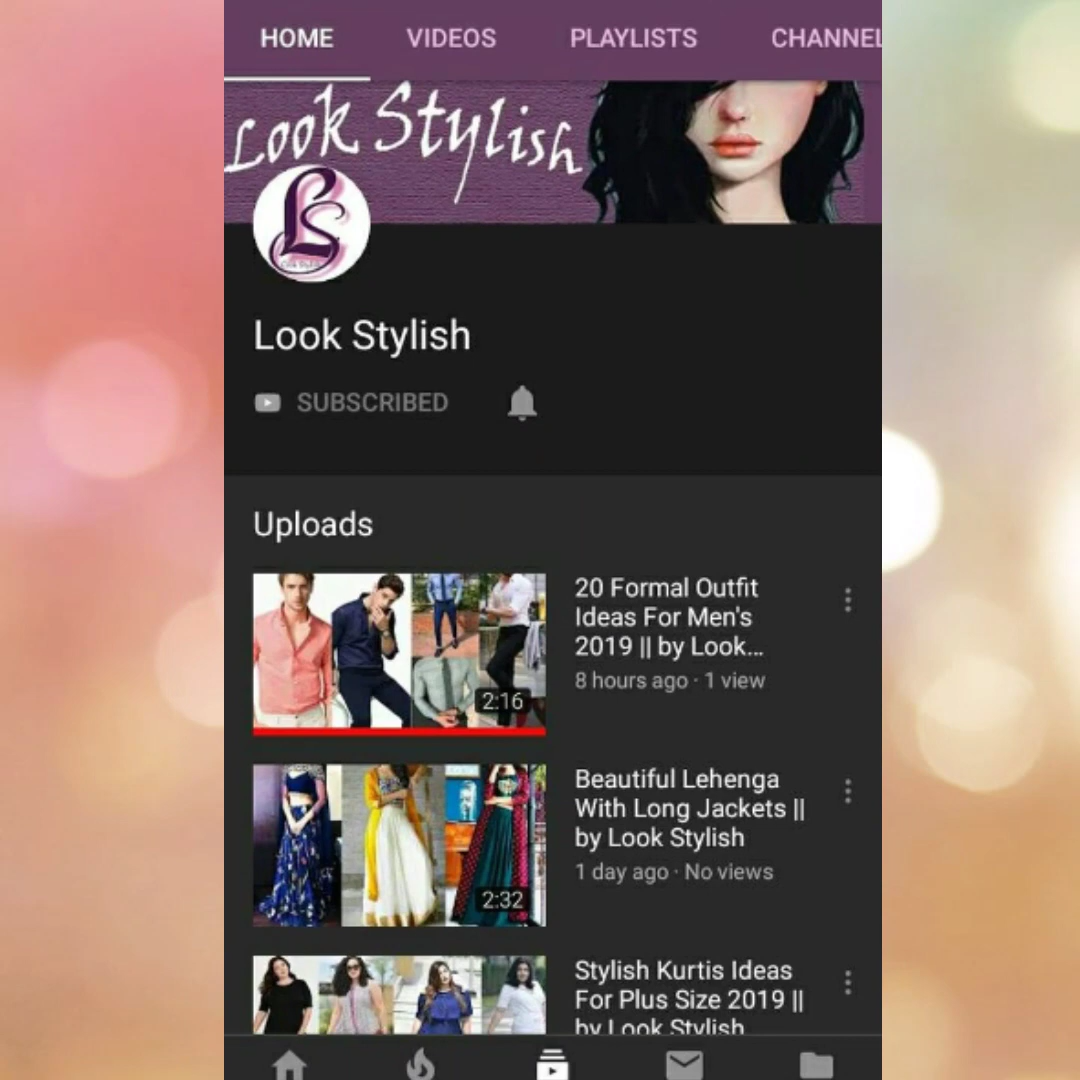 HOME VIDEOS PLAYLISTS CHANNEL
Look Stylish
LS
Look Stylish
SUBSCRIBED
Uploads
20 Formal Outfit
Ideas For Men's
2019 || by Look...
8 hours ago · 1 view
2:16
Beautiful Lehenga
With Long Jackets ||
by Look Stylish
1 day ago · No views
2:32
Stylish Kurtis Ideas
For Plus Size 2019 ||
by Look Stylish